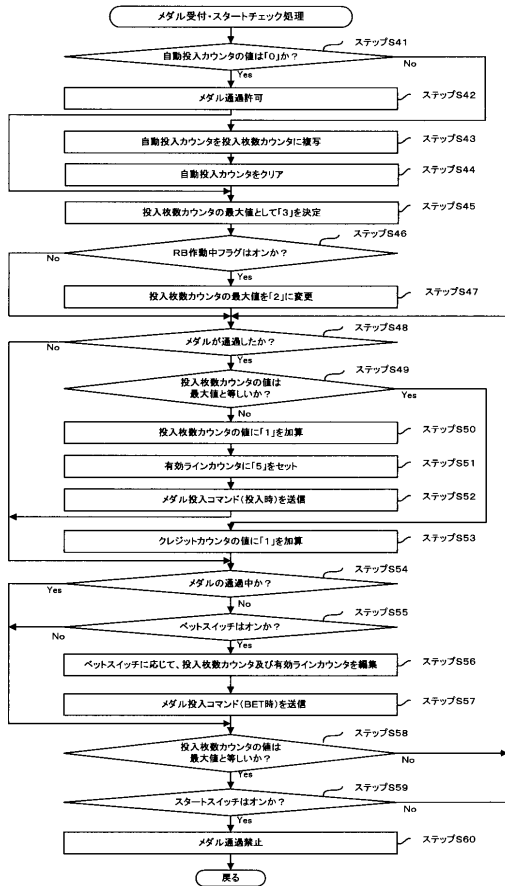 メダル受付・スタートチェック処理
ステップS41
自動投入カウンタの値は「0」か？
No
Yes
ステップS42
メダル通過許可
ステップS43
自動投入カウンタを投入枚数カウンタに複写
ステップS44
自動投入カウンタをクリア
ステップS45
投入枚数カウンタの最大値として「3」を決定
ステップS46
RB作動中フラグはオンか？
No
Yes
ステップS47
投入枚数カウンタの最大値を「2」に変更
ステップS48
メダルが通過したか？
No
Yes
ステップS49
投入枚数カウンタの値は
最大値と等しいか？
Yes
No
ステップS50
投入枚数カウンタの値に「1」を加算
ステップS51
有効ラインカウンタに「5」をセット
ステップS52
メダル投入コマンド（投入時）を送信
ステップS53
クレジットカウンタの値に「1」を加算
ステップS54
メダルの通過中か？
Yes
No
ステップS55
ベットスイッチはオンか？
No
Yes
ステップS56
ベットスイッチに応じて、投入枚数カウンタ及び有効ラインカウンタを編集
ステップS57
メダル投入コマンド（BET時）を送信
ステップS58
投入枚数カウンタの値は
最大値と等しいか？
No
Yes
ステップS59
スタートスイッチはオンか？
No
Yes
ステップS60
メダル通過禁止
戻る